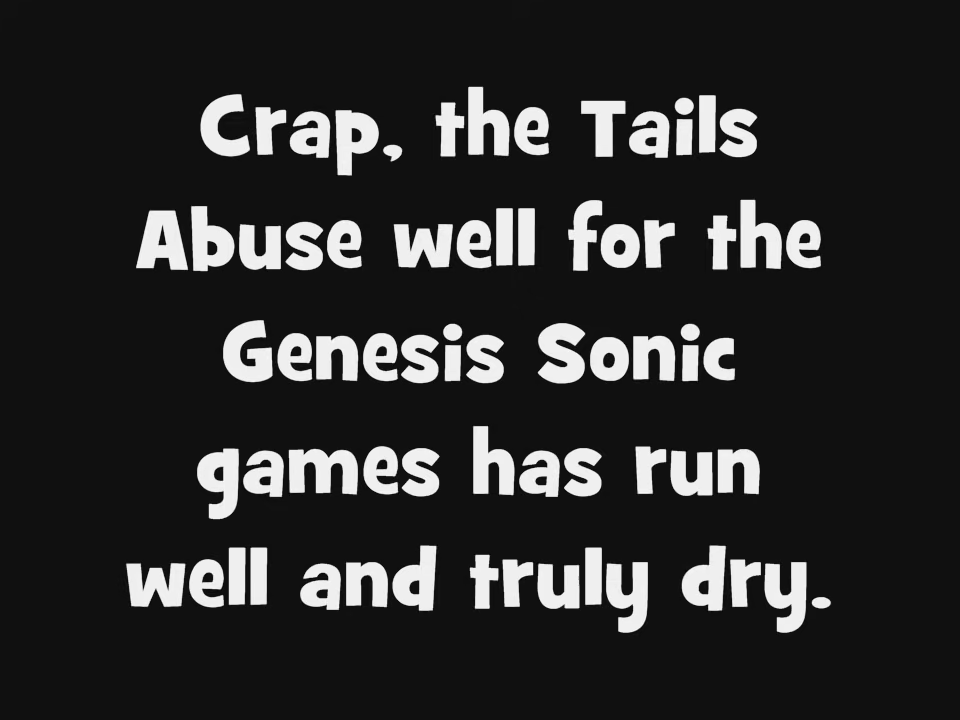 Crap, the Tails
Abuse well for the
Genesis Sonic
games has run
well and truly dry.